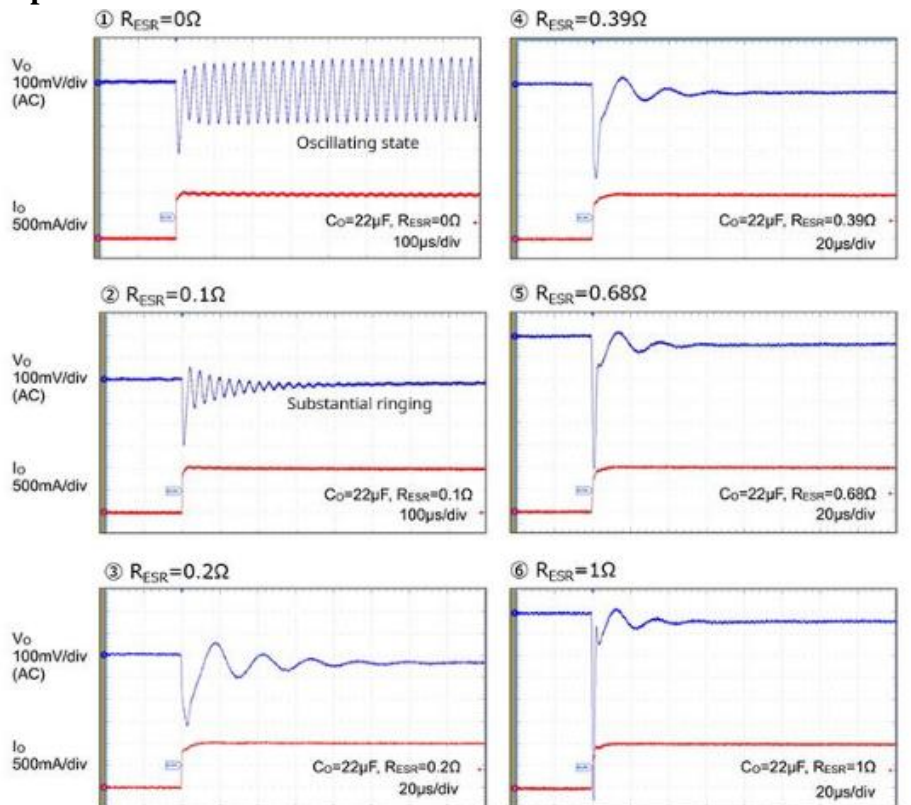 ① RESR=0Ω
VO
100mV/div
(AC)
Oscillating state
IO
500mA/div
CO=22μF, RESR=0Ω
100μs/div
② RESR=0.1Ω
VO
100mV/div
(AC)
Substantial ringing
IO
500mA/div
CO=22μF, RESR=0.1Ω
100μs/div
③ RESR=0.2Ω
VO
100mV/div
(AC)
IO
500mA/div
CO=22μF, RESR=0.2Ω
20μs/div
④ RESR=0.39Ω
CO=22μF, RESR=0.39Ω
20μs/div
⑤ RESR=0.68Ω
CO=22μF, RESR=0.68Ω
20μs/div
⑥ RESR=1Ω
CO=22μF, RESR=1Ω
20μs/div